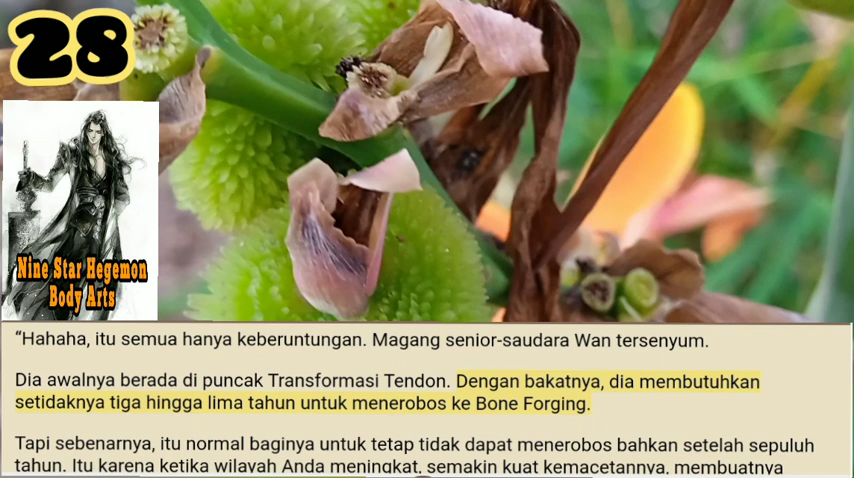 28
Nine Star Hegemon
Body Arts
“Hahaha, itu semua hanya keberuntungan. Magang senior-saudara Wan tersenyum.
Dia awalnya berada di puncak Transformasi Tendon. Dengan bakatnya, dia membutuhkan
setidaknya tiga hingga lima tahun untuk menerobos ke Bone Forging.
Tapi sebenarnya, itu normal baginya untuk tetap tidak dapat menerobos bahkan setelah sepuluh
tahun. Itu karena ketika wilayah Anda meningkat, semakin kuat kemacetannya, membuatnya